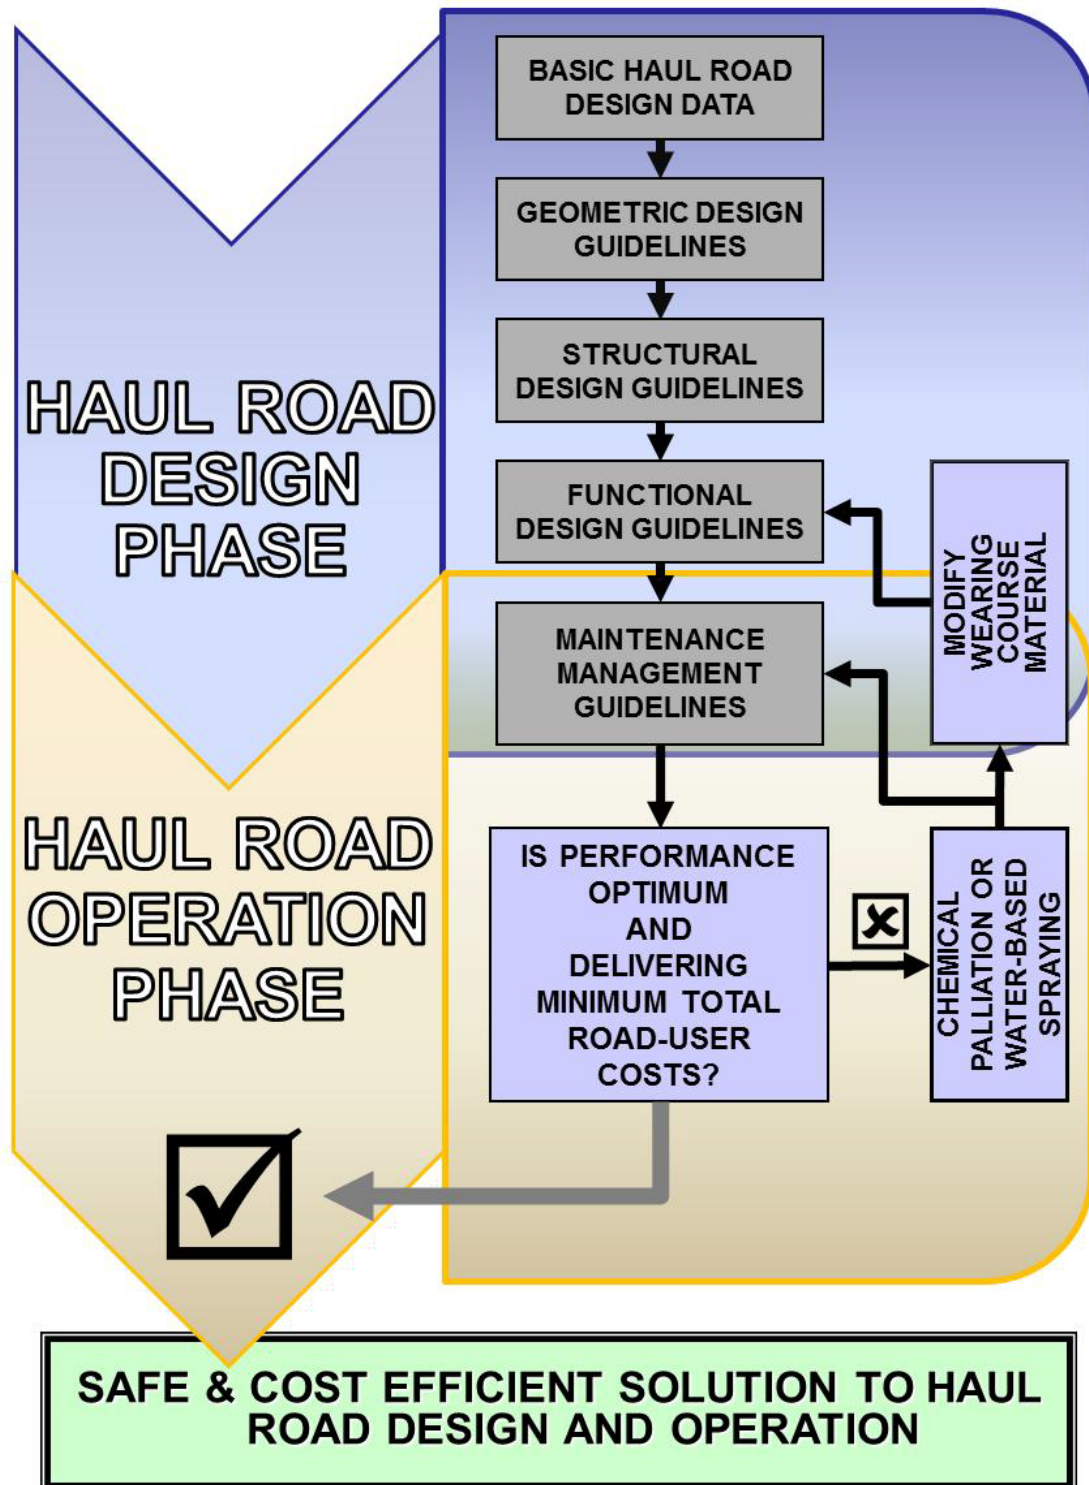 BASIC HAUL ROAD
DESIGN DATA
GEOMETRIC DESIGN
GUIDELINES
STRUCTURAL
DESIGN GUIDELINES
HAUL ROAD
DESIGN
PHASE
FUNCTIONAL
DESIGN GUIDELINES
MODIFY
WEARING
COURSE
MATERIAL
MAINTENANCE
MANAGEMENT
GUIDELINES
HAUL ROAD
OPERATION
PHASE
IS PERFORMANCE
OPTIMUM
AND
DELIVERING
MINIMUM TOTAL
ROAD-USER
COSTS?
CHEMICAL
PALLIATION OR
WATER-BASED
SPRAYING
SAFE & COST EFFICIENT SOLUTION TO HAUL
ROAD DESIGN AND OPERATION